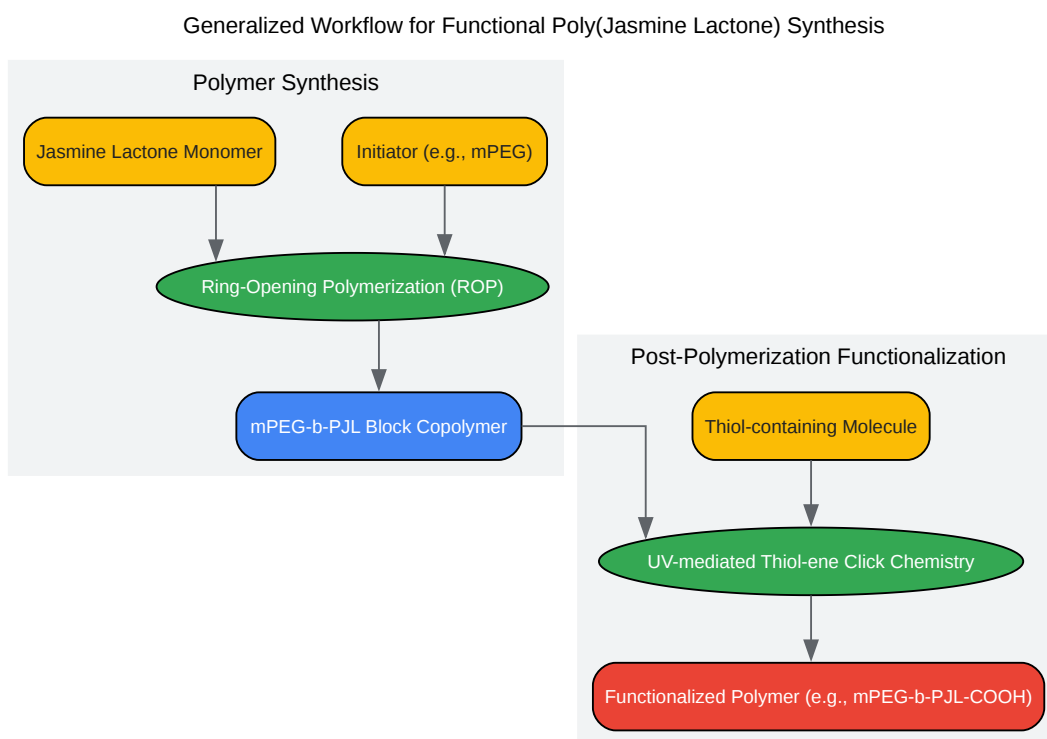 Generalized Workflow for Functional Poly(Jasmine Lactone) Synthesis
Polymer Synthesis
Jasmine Lactone Monomer
Initiator (e.g., mPEG)
Ring-Opening Polymerization (ROP)
mPEG-b-PJL Block Copolymer
Post-Polymerization Functionalization
Thiol-containing Molecule
UV-mediated Thiol-ene Click Chemistry
Functionalized Polymer (e.g., mPEG-b-PJL-COOH)